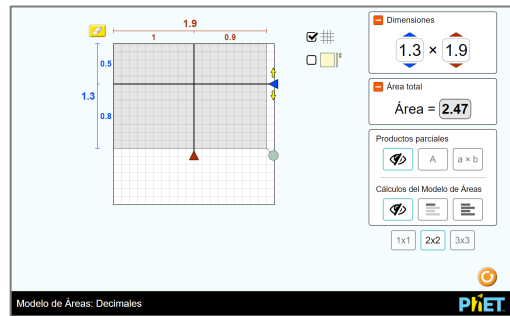 1.9
1 0.9
0.5
1.3
0.8
Dimensiones
1.3 × 1.9
Área total
Área = 2.47
Productos parciales
A a × b
Cálculos del Modelo de Áreas
1x1 2x2 3x3
Modelo de Áreas: Decimales
PhET